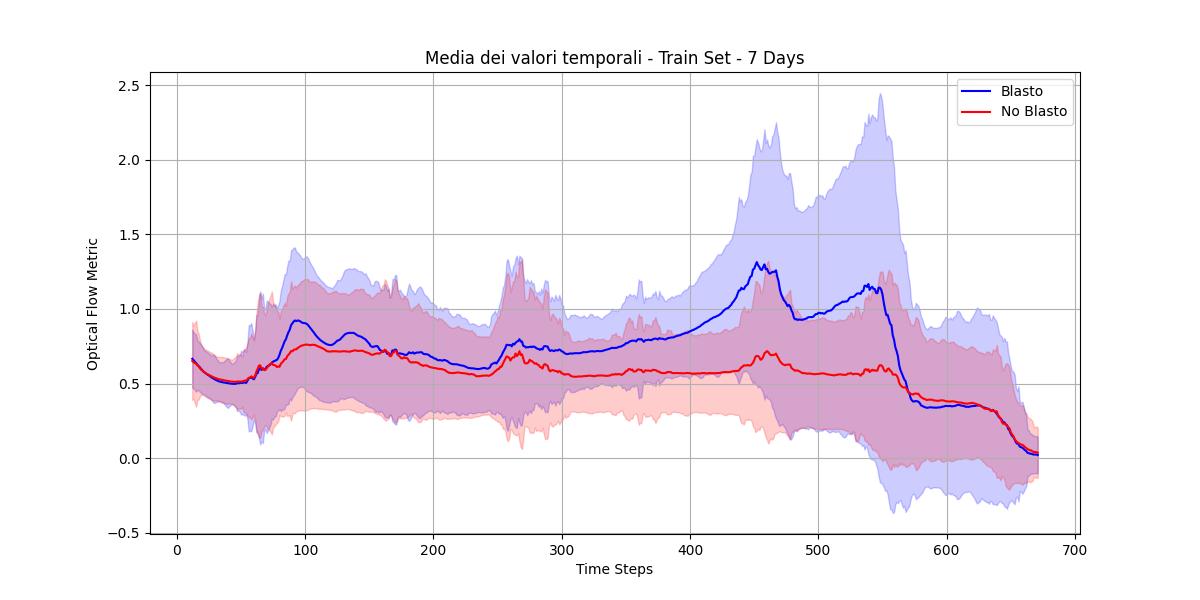 Media dei valori temporali - Train Set - 7 Days
Blasto
No Blasto
Optical Flow Metric
2.5
2.0
1.5
1.0
0.5
0.0
−0.5
0 100 200 300 400 500 600 700
Time Steps